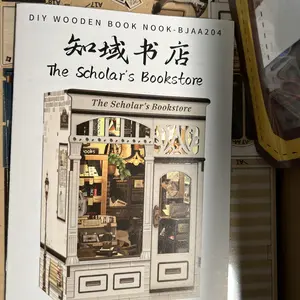 DIY WOODEN BOOK NOOK-BJAA204
知域书店
The Scholar's Bookstore
The Scholar's Bookstore